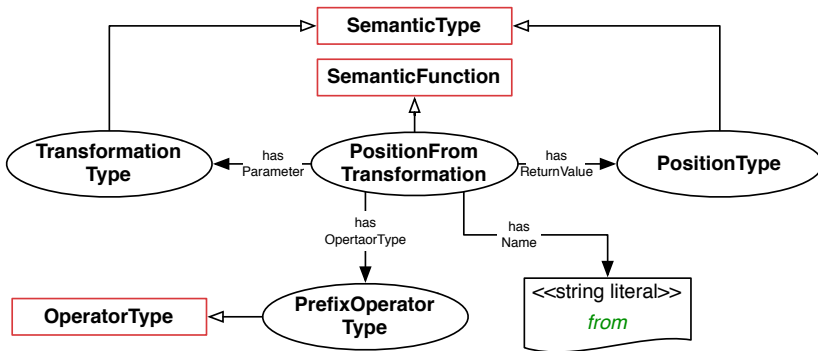 SemanticType
SemanticFunction
Transformation
Type
has
Parameter
PositionFrom
Transformation
has
ReturnValue
PositionType
has
OpertaorType
has
Name
OperatorType
PrefixOperator
Type
<<string literal>>
from